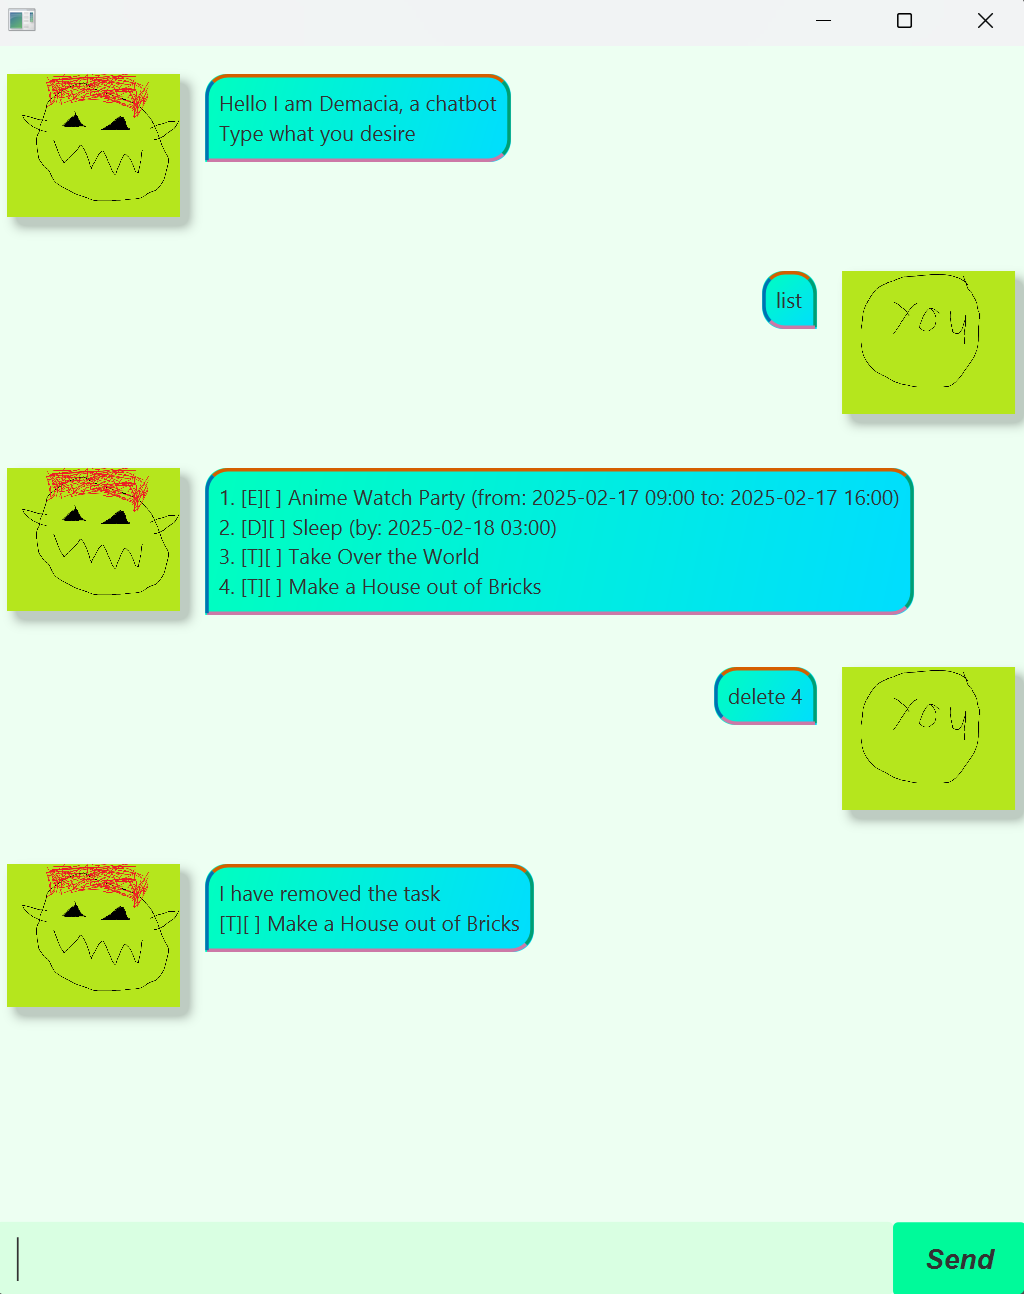 Hello I am Demacia, a chatbot
Type what you desire
list
you
1. [E][ ] Anime Watch Party (from: 2025-02-17 09:00 to: 2025-02-17 16:00)
2. [D][ ] Sleep (by: 2025-02-18 03:00)
3. [T][ ] Take Over the World
4. [T][ ] Make a House out of Bricks
delete 4
you
I have removed the task
[T][ ] Make a House out of Bricks
Send